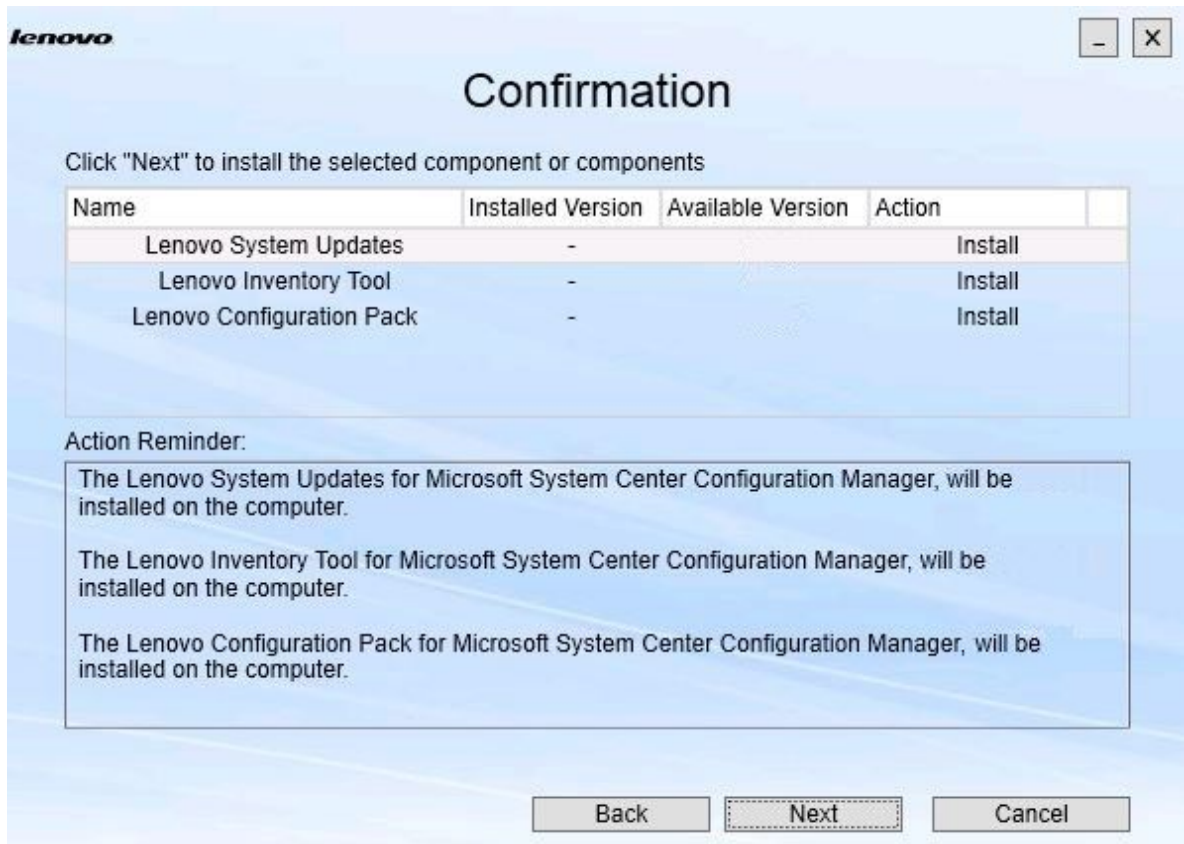 lenovo
Confirmation
Click "Next" to install the selected component or components
Name Installed Version Available Version Action
Lenovo System Updates - Install
Lenovo Inventory Tool - Install
Lenovo Configuration Pack - Install
Action Reminder:
The Lenovo System Updates for Microsoft System Center Configuration Manager, will be
installed on the computer.
The Lenovo Inventory Tool for Microsoft System Center Configuration Manager, will be
installed on the computer.
The Lenovo Configuration Pack for Microsoft System Center Configuration Manager, will be
installed on the computer.
Back Next Cancel